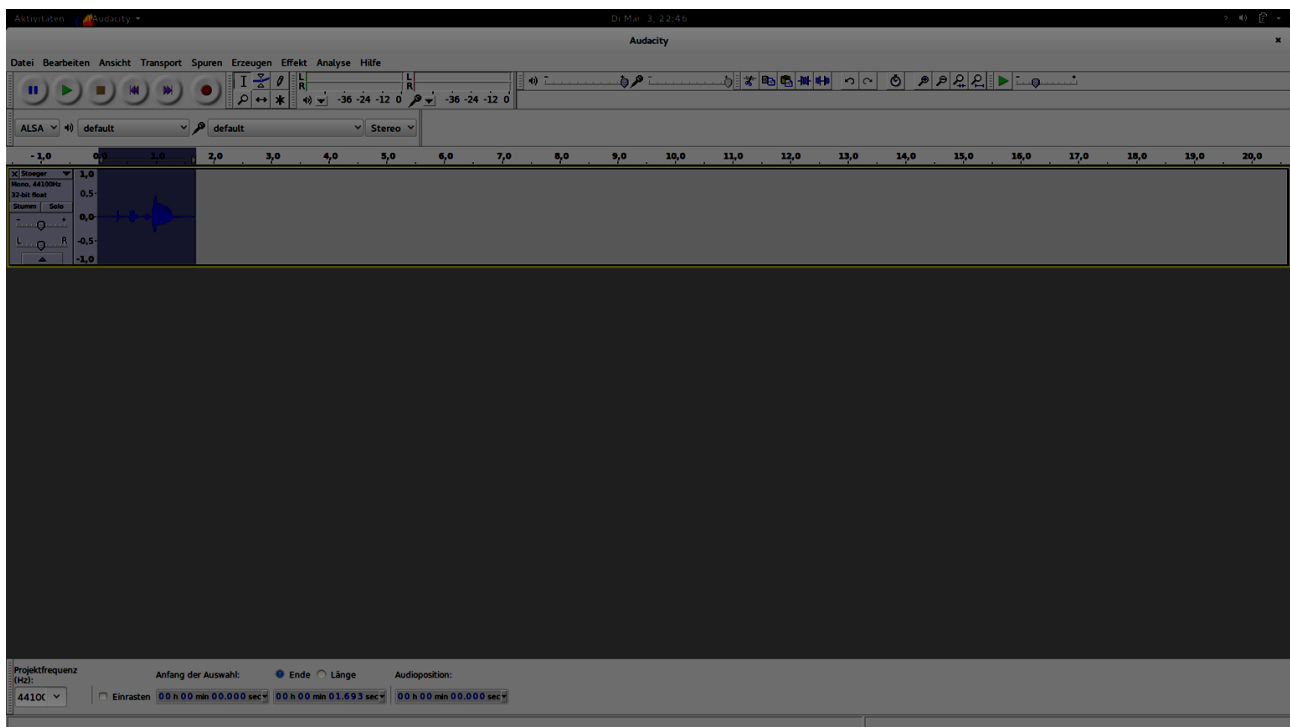 Aktivitäten Audacity Di Mär 3, 22:46
Audacity
Datei Bearbeiten Ansicht Transport Spuren Erzeugen Effekt Analyse Hilfe
L R L R
-36 -24 -12 0 -36 -24 -12 0
ALSA default default Stereo
- 1,0 0,0 1,0 2,0 3,0 4,0 5,0 6,0 7,0 8,0 9,0 10,0 11,0 12,0 13,0 14,0 15,0 16,0 17,0 18,0 19,0 20,0
Stoeger 1,0
Mono, 44100Hz
32-bit float 0,5
Stumm Solo
- + 0,0
L R -0,5
-1,0
Projektfrequenz
(Hz): Anfang der Auswahl: Ende Länge Audioposition:
4410 Einrasten 00 h 00 min 00.000 sec 00 h 00 min 01.693 sec 00 h 00 min 00.000 sec